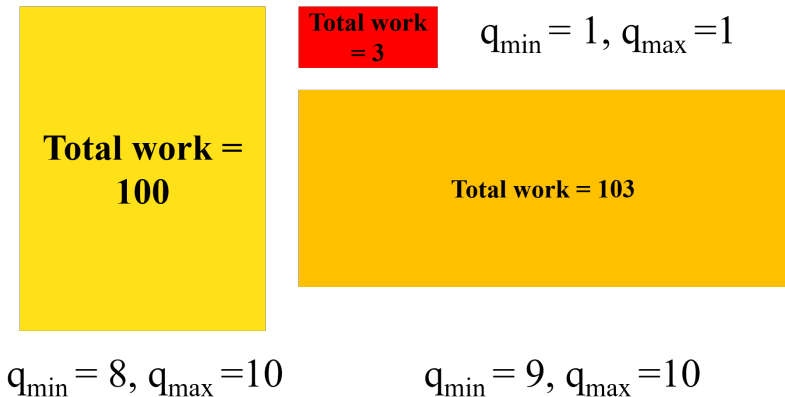 Total work =
100
Total work
= 3
qmin = 1, qmax =1
Total work = 103
qmin = 8, qmax =10
qmin = 9, qmax =10